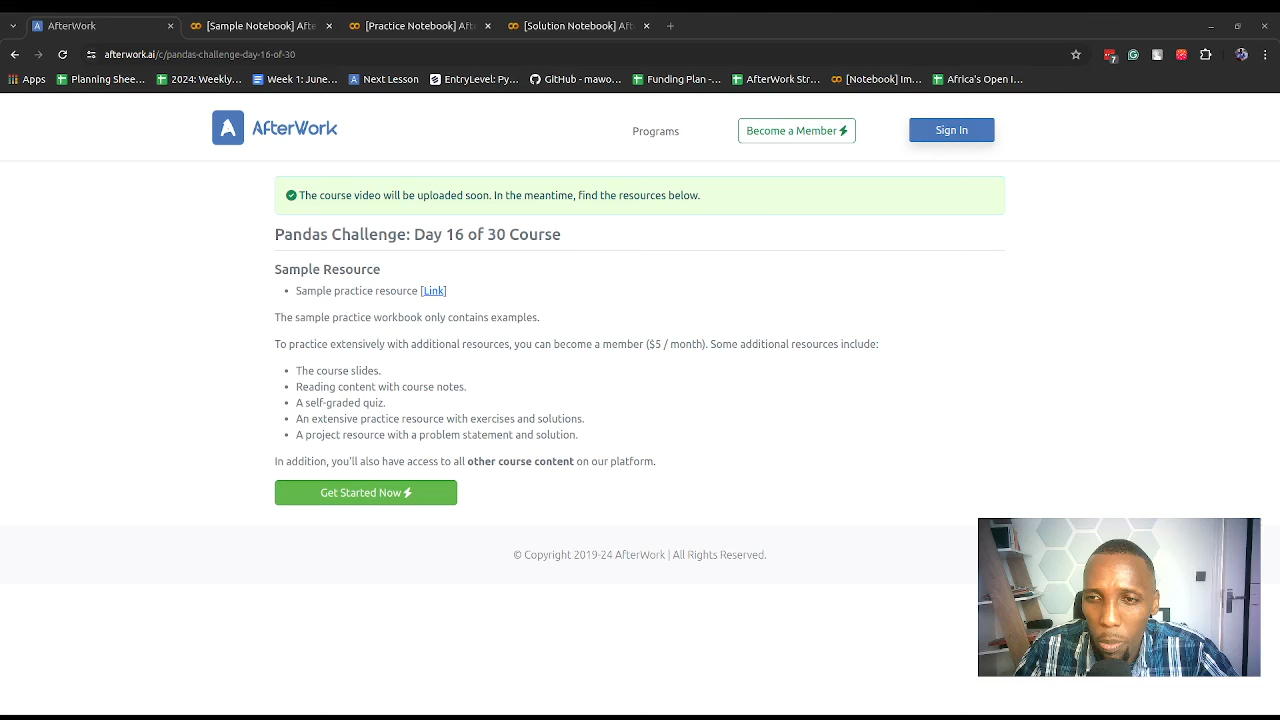 AfterWork
[Sample Notebook] Afte
[Practice Notebook] Aft
[Solution Notebook] Aft
afterwork.ai/c/pandas-challenge-day-16-of-30
7
Apps
Planning Shee...
2024: Weekly...
Week 1: June...
Next Lesson
EntryLevel: Py...
GitHub - mawo...
Funding Plan -...
AfterWork Str...
[Notebook] Im...
Africa's Open I...
A AfterWork
Programs
Become a Member
Sign In
The course video will be uploaded soon. In the meantime, find the resources below.
Pandas Challenge: Day 16 of 30 Course
Sample Resource
• Sample practice resource [Link]
The sample practice workbook only contains examples.
To practice extensively with additional resources, you can become a member ($5 / month). Some additional resources include:
• The course slides.
• Reading content with course notes.
• A self-graded quiz.
• An extensive practice resource with exercises and solutions.
• A project resource with a problem statement and solution.
In addition, you'll also have access to all other course content on our platform.
Get Started Now
© Copyright 2019-24 AfterWork | All Rights Reserved.